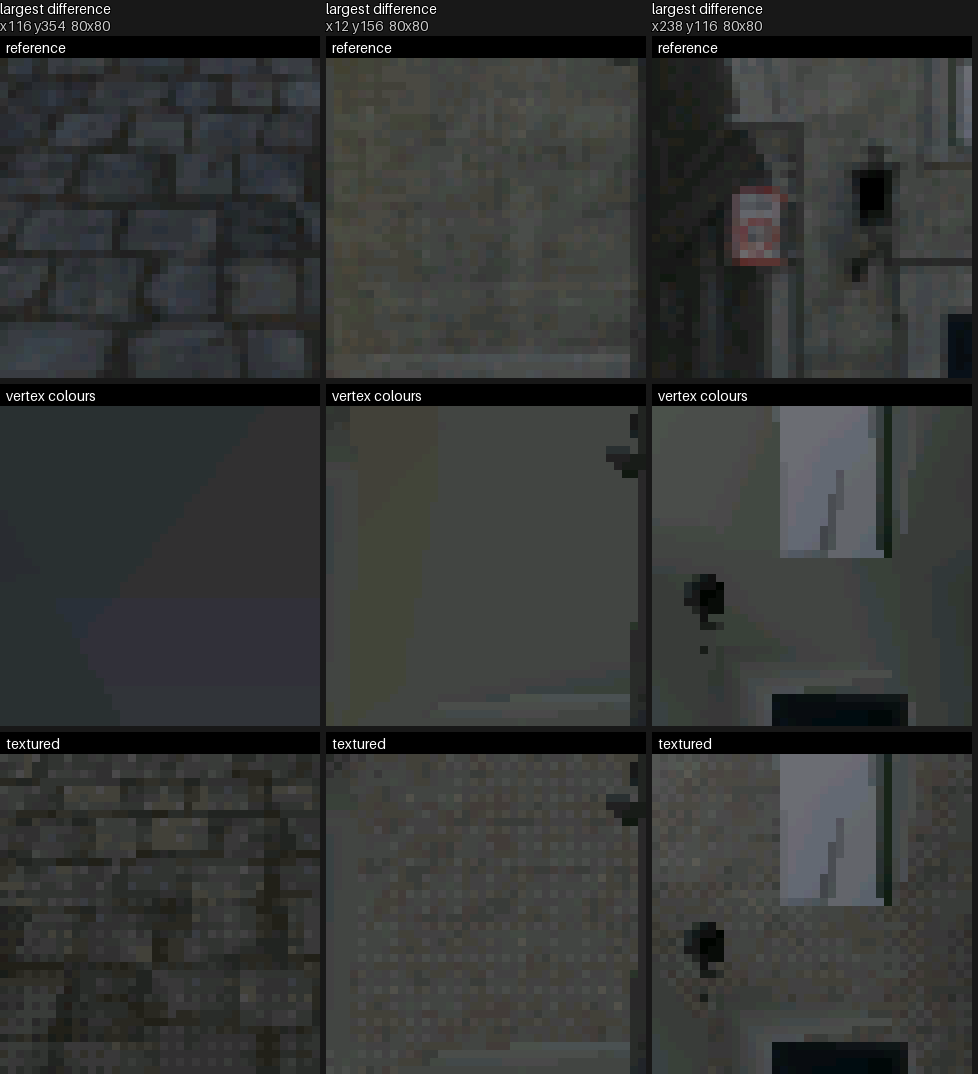 largest difference
x116 y354 80x80
largest difference
x12 y156 80x80
largest difference
x238 y116 80x80
reference
reference
reference
vertex colours
vertex colours
vertex colours
textured
textured
textured